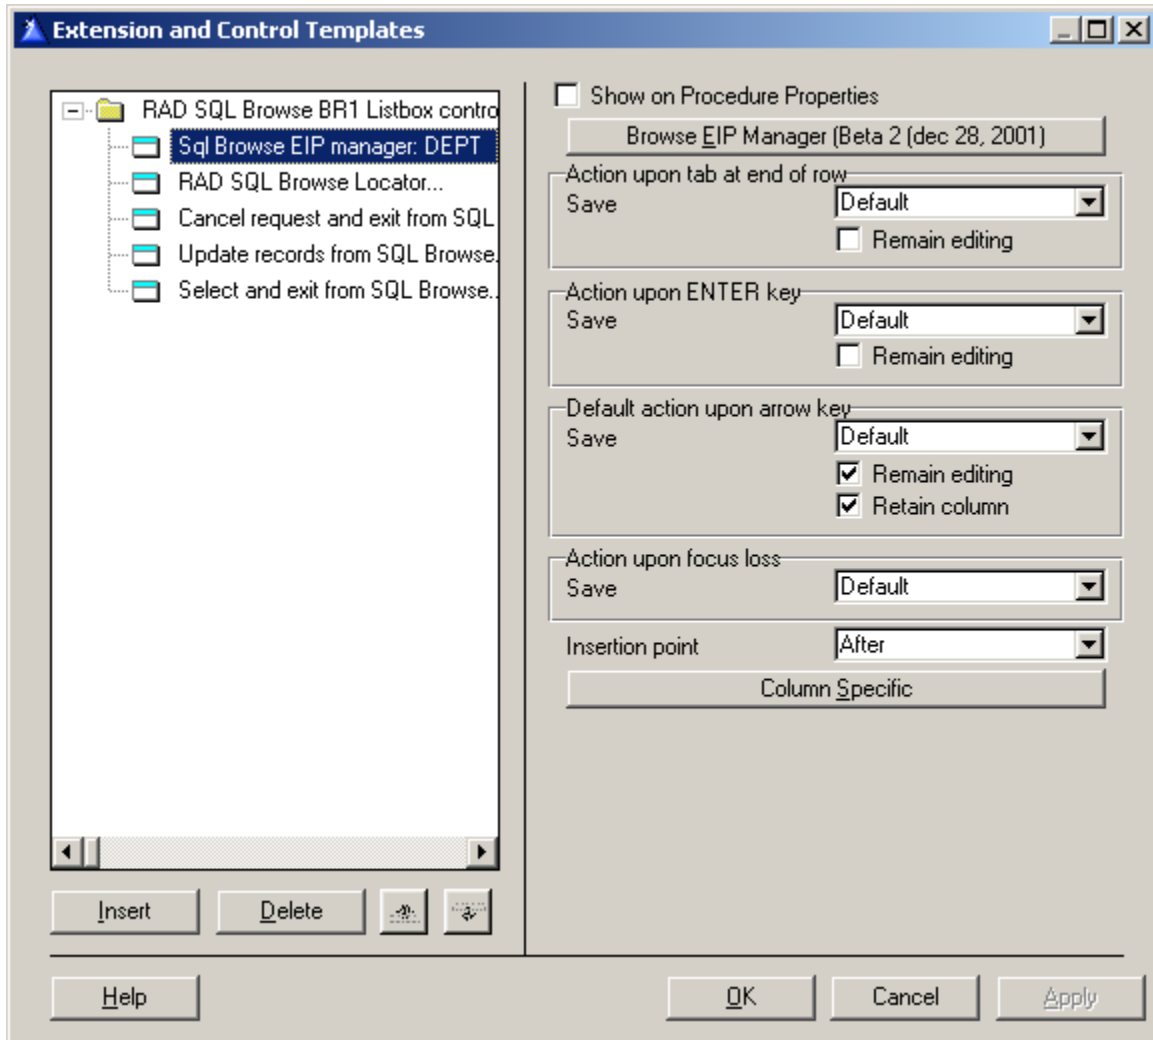 Extension and Control Templates
RAD SQL Browse BR1 Listbox contro
Sql Browse EIP manager: DEPT
RAD SQL Browse Locator...
Cancel request and exit from SQL
Update records from SQL Browse.
Select and exit from SQL Browse..
Insert
Delete
Show on Procedure Properties
Browse EIP Manager (Beta 2 (dec 28, 2001)
Action upon tab at end of row
Save Default
Remain editing
Action upon ENTER key
Save Default
Remain editing
Default action upon arrow key
Save Default
Remain editing
Retain column
Action upon focus loss
Save Default
Insertion point After
Column Specific
Help
OK
Cancel
Apply